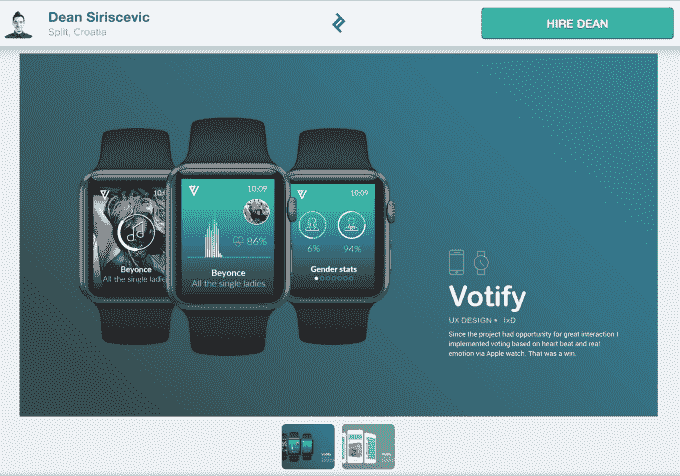 Dean Siriscevic
Split, Croatia
HIRE DEAN
10:09
Beyonce
All the single ladies
10:09
86%
Beyonce
All the single ladies
10:09
6%
94%
Gender stats
Votify
UX DESIGN • IxD
Since the project had opportunity for great interaction I
implemented voting based on heart beat and real
emotion via Apple watch. That was a win.